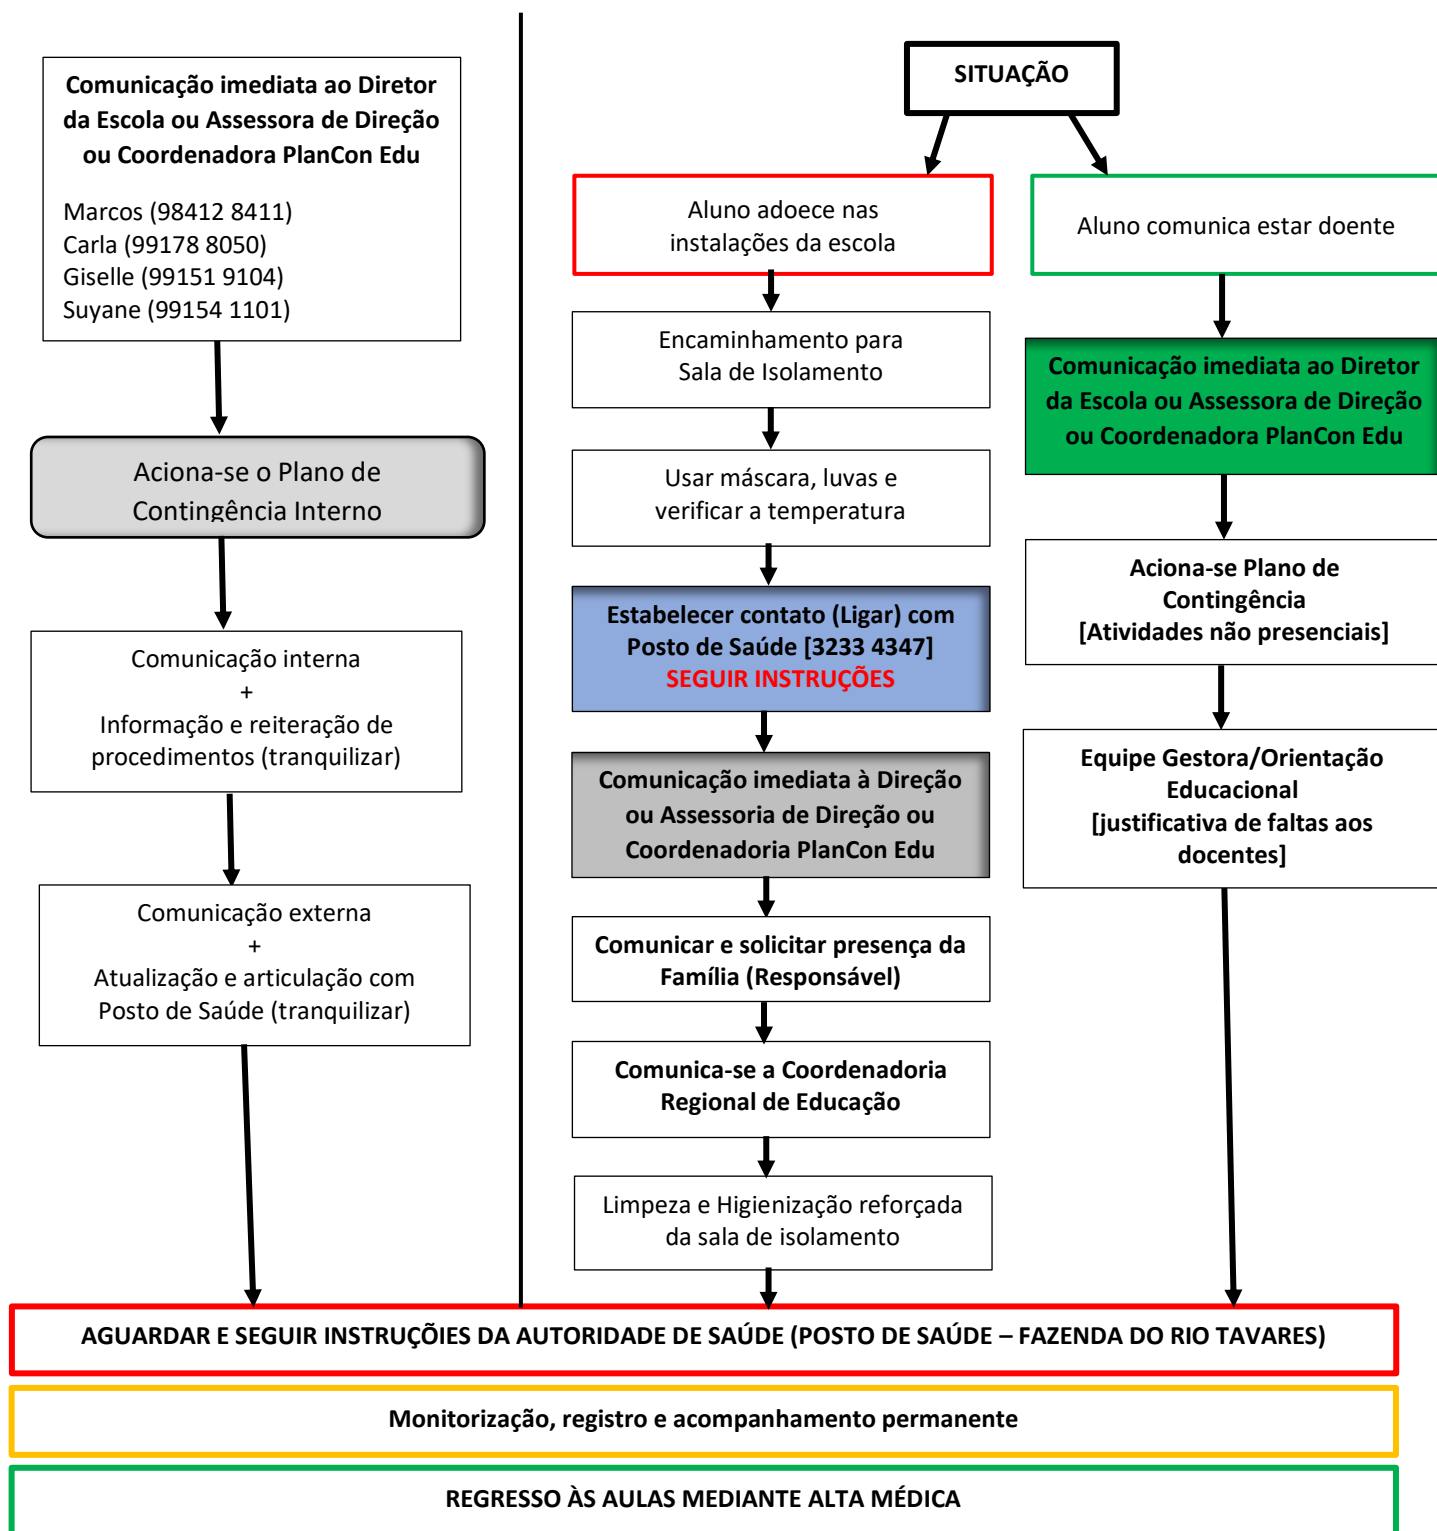 Comunicação imediata ao Diretor
da Escola ou Assessora de Direção
ou Coordenadora PlanCon Edu
Marcos (98412 8411)
Carla (99178 8050)
Giselle (99151 9104)
Suyane (99154 1101)
Aciona-se o Plano de
Contingência Interno
Comunicação interna
+
Informação e reiteração de
procedimentos (tranquilizar)
Comunicação externa
+
Atualização e articulação com
Posto de Saúde (tranquilizar)
SITUAÇÃO
Aluno adoece nas
instalações da escola
Encaminhamento para
Sala de Isolamento
Usar máscara, luvas e
verificar a temperatura
Estabelecer contato (Ligar) com
Posto de Saúde [3233 4347]
SEGUIR INSTRUÇÕES
Comunicação imediata à Direção
ou Assessoria de Direção ou
Coordenadoria PlanCon Edu
Comunicar e solicitar presença da
Família (Responsável)
Comunica-se a Coordenadoria
Regional de Educação
Limpeza e Higienização reforçada
da sala de isolamento
Aluno comunica estar doente
Comunicação imediata ao Diretor
da Escola ou Assessora de Direção
ou Coordenadora PlanCon Edu
Aciona-se Plano de
Contingência
[Atividades não presenciais]
Equipe Gestora/Orientação
Educacional
[justificativa de faltas aos
docentes]
AGUARDAR E SEGUIR INSTRUÇÕIES DA AUTORIDADE DE SAÚDE (POSTO DE SAÚDE – FAZENDA DO RIO TAVARES)
Monitorização, registro e acompanhamento permanente
REGRESSO ÀS AULAS MEDIANTE ALTA MÉDICA